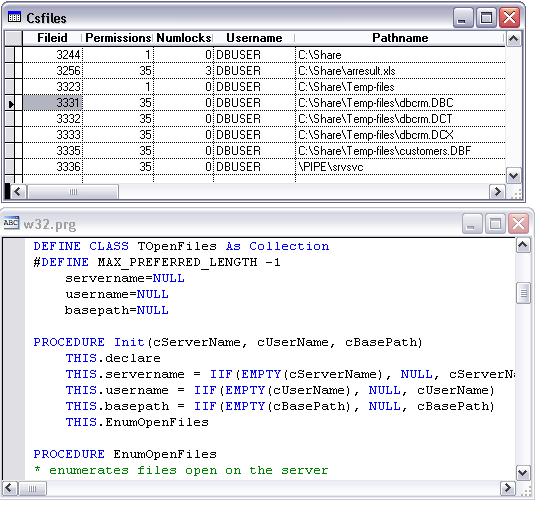 Csfiles
Fileid Permissions Numlocks Username Pathname
3244 1 0 DBUSER C:\Share
3256 35 3 DBUSER C:\Share\arresult.xls
3323 1 0 DBUSER C:\Share\Temp-files
3331 35 0 DBUSER C:\Share\Temp-files\dbcrm.DBC
3332 35 0 DBUSER C:\Share\Temp-files\dbcrm.DCT
3333 35 0 DBUSER C:\Share\Temp-files\dbcrm.DCX
3335 35 0 DBUSER C:\Share\Temp-files\customers.DBF
3336 35 0 DBUSER \PIPE\srvsvc
ABC w32.prg
DEFINE CLASS TOpenFiles As Collection
#DEFINE MAX_PREFERRED_LENGTH -1
servername=NULL
username=NULL
basepath=NULL
PROCEDURE Init(cServerName, cUserName, cBasePath)
THIS.declare
THIS.servername = IIF(EMPTY(cServerName), NULL, cServerN
THIS.username = IIF(EMPTY(cUserName), NULL, cUserName)
THIS.basepath = IIF(EMPTY(cBasePath), NULL, cBasePath)
THIS.EnumOpenFiles
PROCEDURE EnumOpenFiles
* enumerates files open on the server